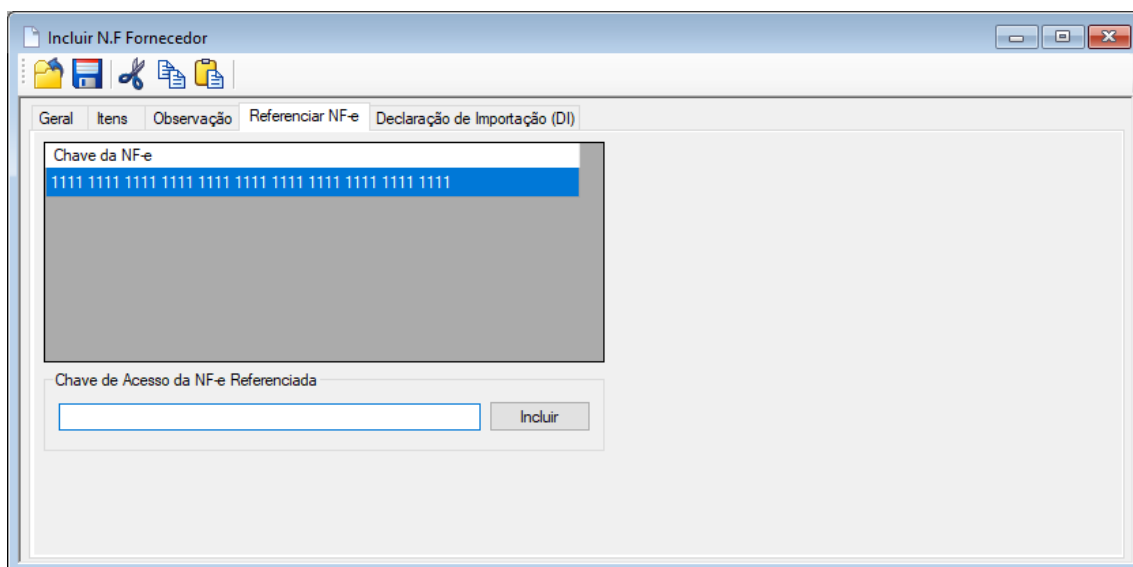 Incluir N.F Fornecedor
Geral Itens Observação Referenciar NF-e Declaração de Importação (DI)
Chave da NF-e
1111 1111 1111 1111 1111 1111 1111 1111 1111 1111 1111
Chave de Acesso da NF-e Referenciada
Incluir